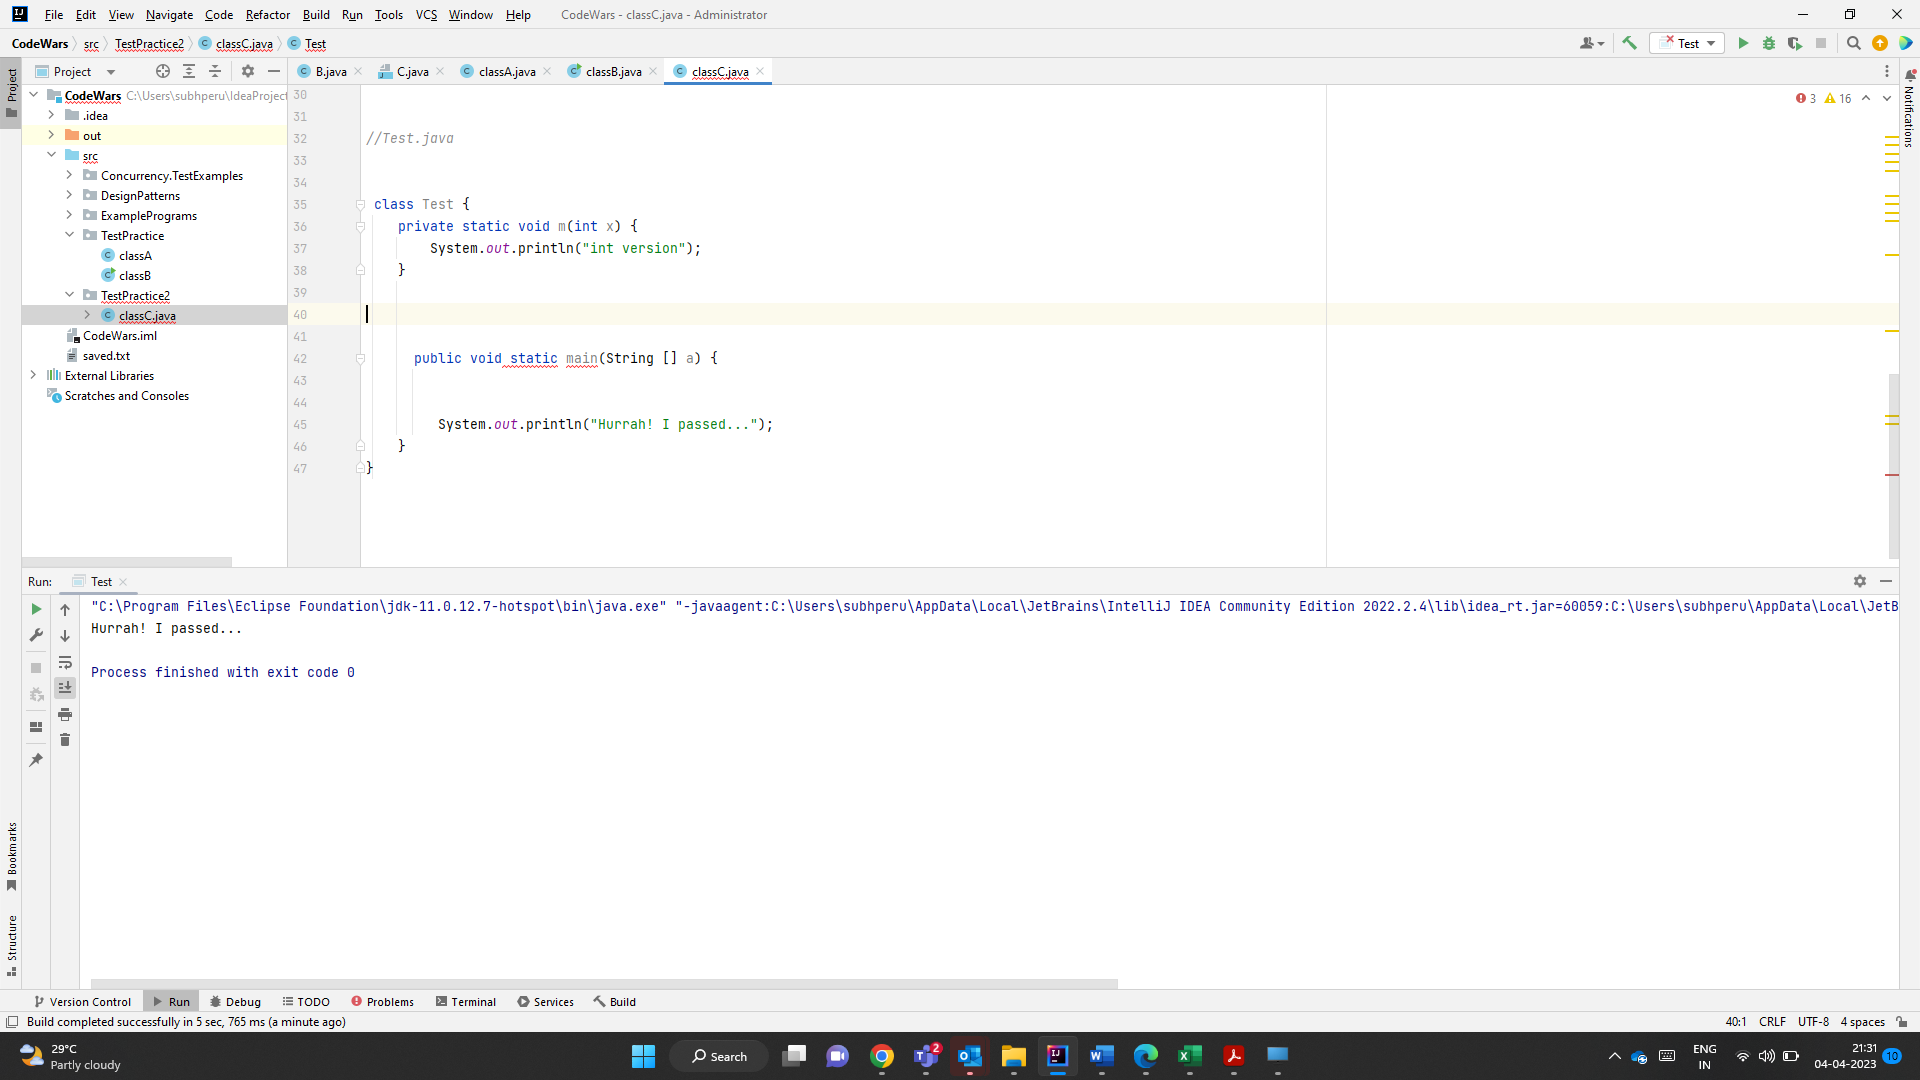 File Edit View Navigate Code Refactor Build Run Tools VCS Window Help CodeWars - classC.java - Administrator
CodeWars src TestPractice2 classC.java Test
Test
Project
B.java C.java classA.java classB.java classC.java
Project
CodeWars C:\Users\subhperu\IdeaProject
.idea
out
src
Concurrency.TestExamples
DesignPatterns
ExamplePrograms
TestPractice
classA
classB
TestPractice2
classC.java
CodeWars.iml
saved.txt
External Libraries
Scratches and Consoles
3 16
Notifications
30
31
32 //Test.java
33
34
35 class Test {
36 private static void m(int x) {
37 System.out.println("int version");
38 }
39
40
41
42 public void static main(String [] a) {
43
44
45 System.out.println("Hurrah! I passed...");
46 }
47 }
Run: Test
"C:\Program Files\Eclipse Foundation\jdk-11.0.12.7-hotspot\bin\java.exe" "-javaagent:C:\Users\subhperu\AppData\Local\JetBrains\IntelliJ IDEA Community Edition 2022.2.4\lib\idea_rt.jar=60059:C:\Users\subhperu\AppData\Local\JetB
Hurrah! I passed...
Process finished with exit code 0
Bookmarks
Structure
Version Control Run Debug TODO Problems Terminal Services Build
Build completed successfully in 5 sec, 765 ms (a minute ago) 40:1 CRLF UTF-8 4 spaces
29°C
Partly cloudy
Search
2
ENG
IN
21:31
04-04-2023
10